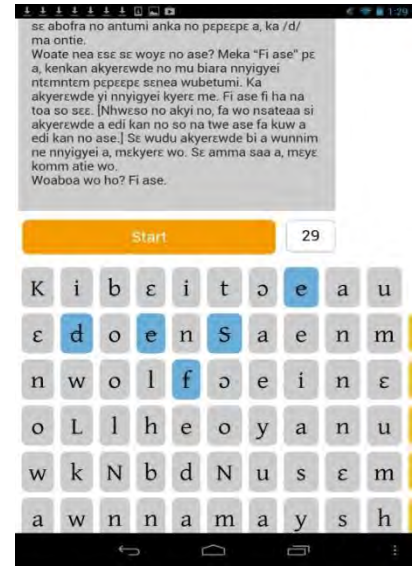 1:29
sɛ abofra no antumi anka no pɛpɛɛpɛ a, ka /d/
ma ontie.
Woate nea ɛsɛ sɛ woyɛ no ase? Meka “Fi ase” pɛ
a, kenkan akyerɛwde no mu biara nnyigyei
ntɛmntɛm pɛpɛɛpɛ sɛnea wubetumi. Ka
akyerɛwde yi nnyigyei kyerɛ me. Fi ase fi ha na
toa so sɛɛ. [Nhwɛso no akyi no, fa wo nsateaa si
akyerɛwde a edi kan no so na twe ase fa kuw a
edi kan no ase.] Sɛ wudu akyerɛwde bi a wunnim
ne nnyigyei a, mɛkyerɛ wo. Sɛ amma saa a, mɛyɛ
komm atie wo.
Woaboa wo ho? Fi ase.
Start 29
K i b ɛ i t ɔ e a u
ɛ d o e n S a e n m
n w o l f ɔ e i n ɛ
o L l h e o y a n u
w k N b d N u s ɛ m
a w n n a m a y s h